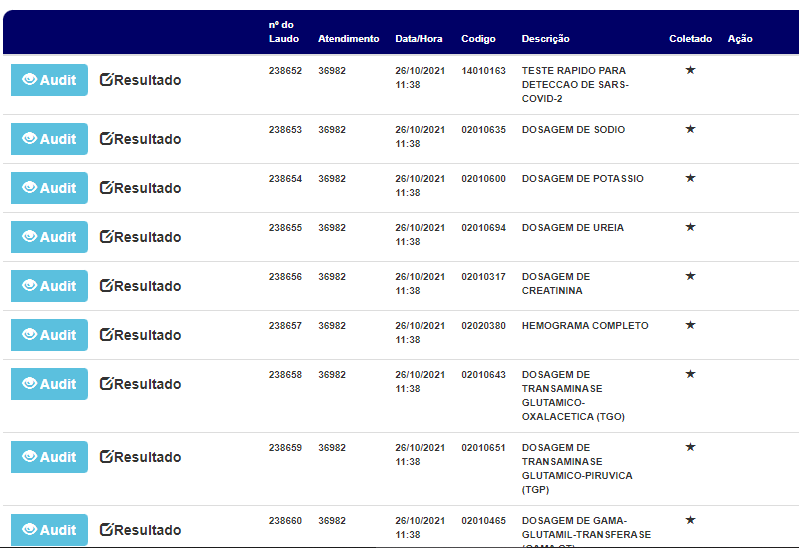 nº do
Laudo Atendimento Data/Hora Codigo Descrição Coletado Ação
Audit Resultado 238652 36982 26/10/2021 14010163 TESTE RAPIDO PARA
11:38 DETECCAO DE SARS-
COVID-2
Audit Resultado 238653 36982 26/10/2021 02010635 DOSAGEM DE SODIO
11:38
Audit Resultado 238654 36982 26/10/2021 02010600 DOSAGEM DE POTASSIO
11:38
Audit Resultado 238655 36982 26/10/2021 02010694 DOSAGEM DE UREIA
11:38
Audit Resultado 238656 36982 26/10/2021 02010317 DOSAGEM DE
11:38 CREATININA
Audit Resultado 238657 36982 26/10/2021 02020380 HEMOGRAMA COMPLETO
11:38
Audit Resultado 238658 36982 26/10/2021 02010643 DOSAGEM DE
11:38 TRANSAMINASE
GLUTAMICO-
OXALACETICA (TGO)
Audit Resultado 238659 36982 26/10/2021 02010651 DOSAGEM DE
11:38 TRANSAMINASE
GLUTAMICO-PIRUVICA
(TGP)
Audit Resultado 238660 36982 26/10/2021 02010465 DOSAGEM DE GAMA-
11:38 GLUTAMIL-TRANSFERASE